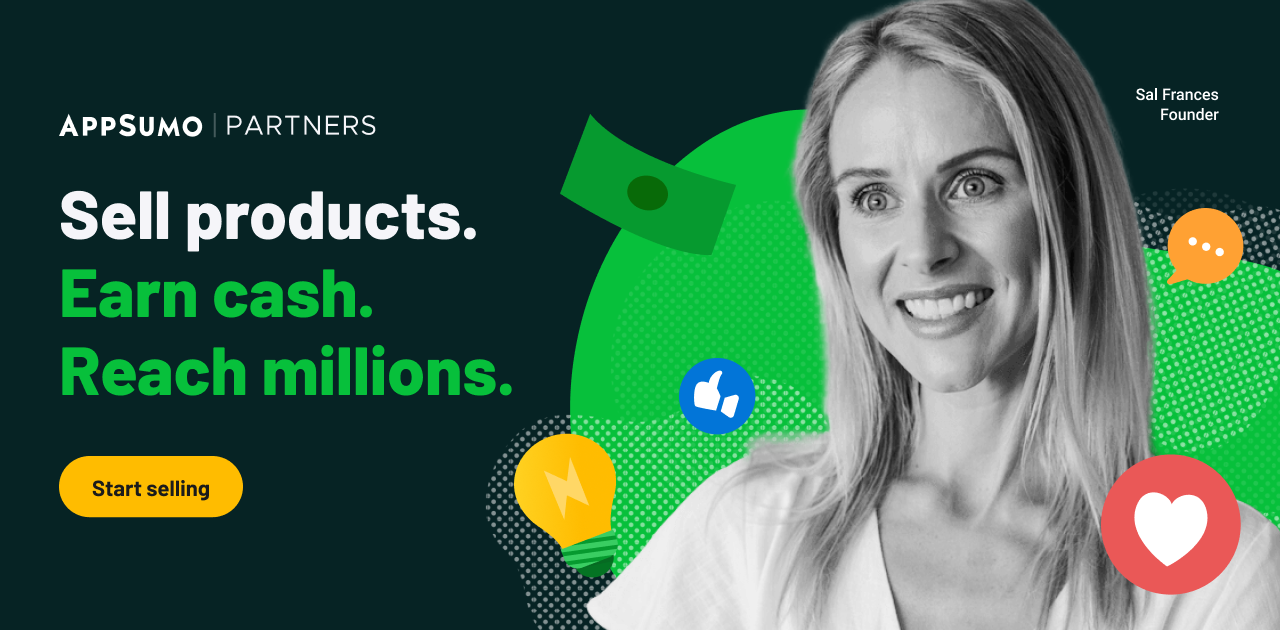 APPSUMO | PARTNERS
Sal Frances
Founder
Sell products.
Earn cash.
Reach millions.
Start selling